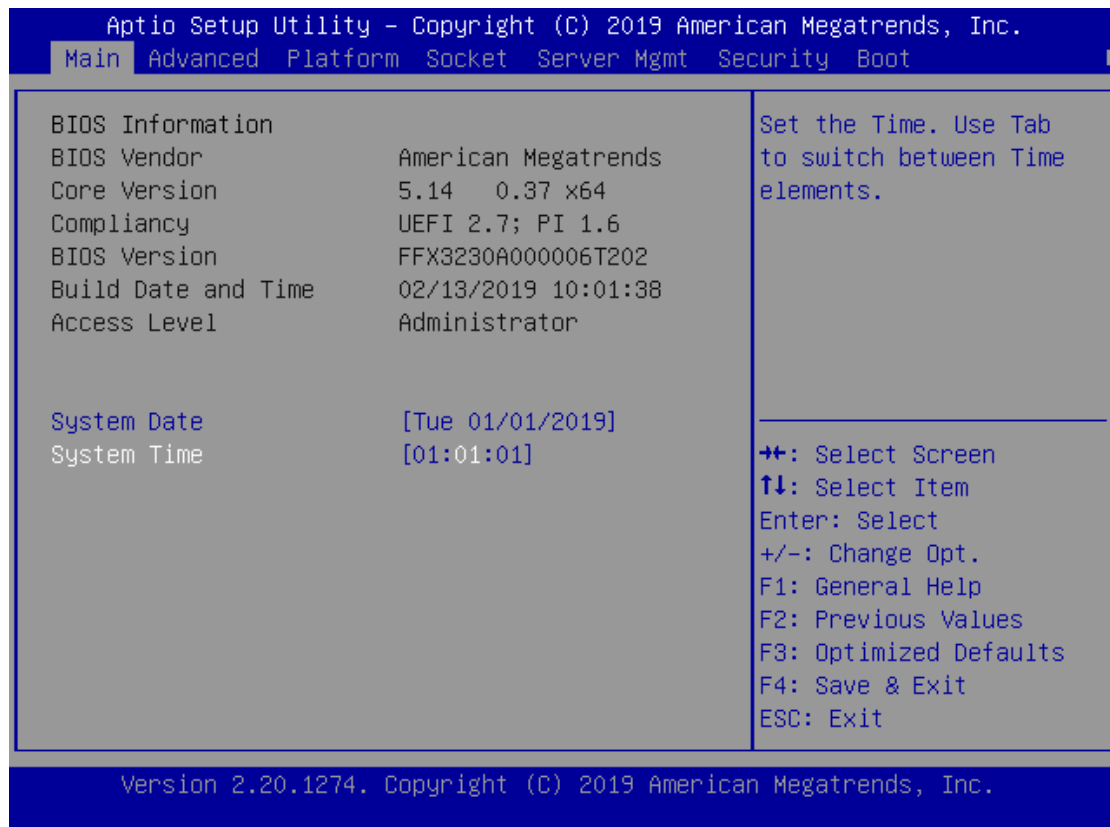 Aptio Setup Utility – Copyright (C) 2019 American Megatrends, Inc.
Main Advanced Platform Socket Server Mgmt Security Boot
BIOS Information
BIOS Vendor American Megatrends
Core Version 5.14 0.37 x64
Compliancy UEFI 2.7; PI 1.6
BIOS Version FFX3230A000006T202
Build Date and Time 02/13/2019 10:01:38
Access Level Administrator
System Date [Tue 01/01/2019]
System Time [01:01:01]
Set the Time. Use Tab
to switch between Time
elements.
→←: Select Screen
↑↓: Select Item
Enter: Select
+/-: Change Opt.
F1: General Help
F2: Previous Values
F3: Optimized Defaults
F4: Save & Exit
ESC: Exit
Version 2.20.1274. Copyright (C) 2019 American Megatrends, Inc.